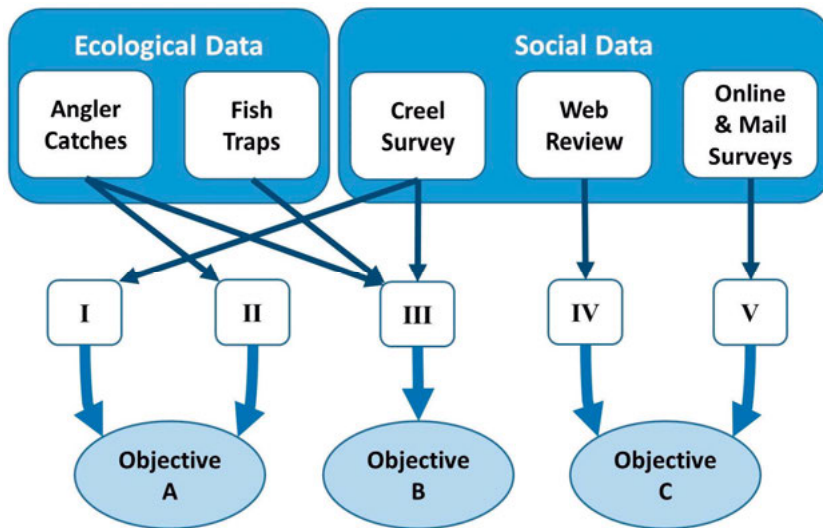 Ecological Data
Social Data
Angler
Catches
Fish
Traps
Creel
Survey
Web
Review
Online
& Mail
Surveys
I
II
III
IV
V
Objective
A
Objective
B
Objective
C